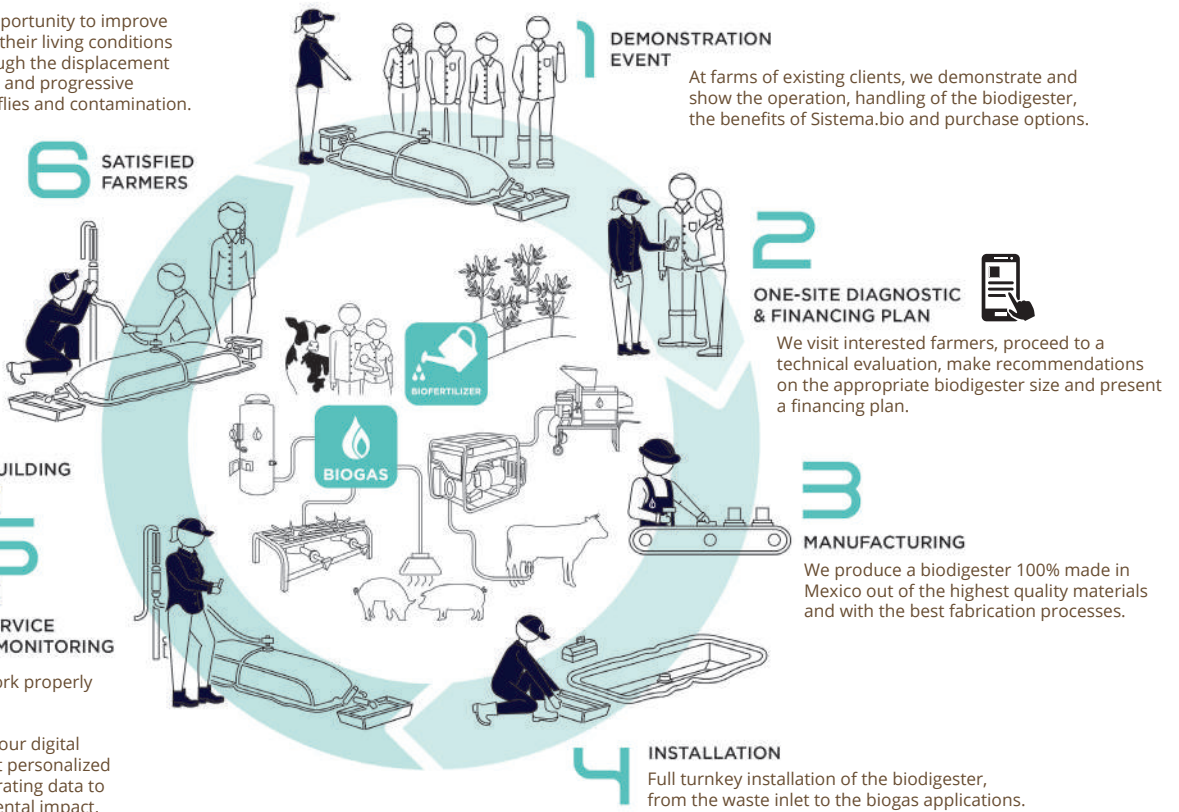 portunity to improve
their living conditions
ugh the displacement
and progressive
flies and contamination.
1
DEMONSTRATION
EVENT
At farms of existing clients, we demonstrate and
show the operation, handling of the biodigester,
the benefits of Sistema.bio and purchase options.
6
SATISFIED
FARMERS
2
ONE-SITE DIAGNOSTIC
& FINANCING PLAN
We visit interested farmers, proceed to a
technical evaluation, make recommendations
on the appropriate biodigester size and present
a financing plan.
BIOFERTILIZER
BIOGAS
3
MANUFACTURING
We produce a biodigester 100% made in
Mexico out of the highest quality materials
and with the best fabrication processes.
UILDING
5
RVICE
MONITORING
ork properly
our digital
t personalized
rating data to
ental impact.
4
INSTALLATION
Full turnkey installation of the biodigester,
from the waste inlet to the biogas applications.